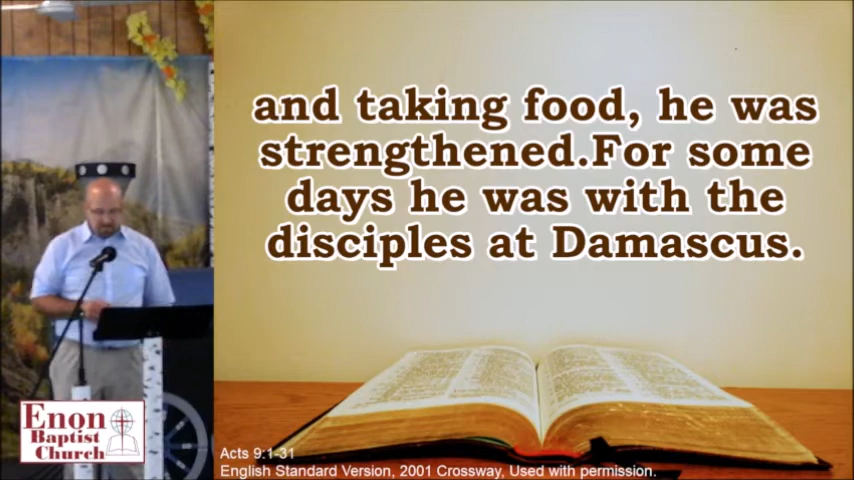 and taking food, he was
strengthened.For some
days he was with the
disciples at Damascus.
Enon
Baptist
Church
Acts 9:1-31
English Standard Version, 2001 Crossway, Used with permission.